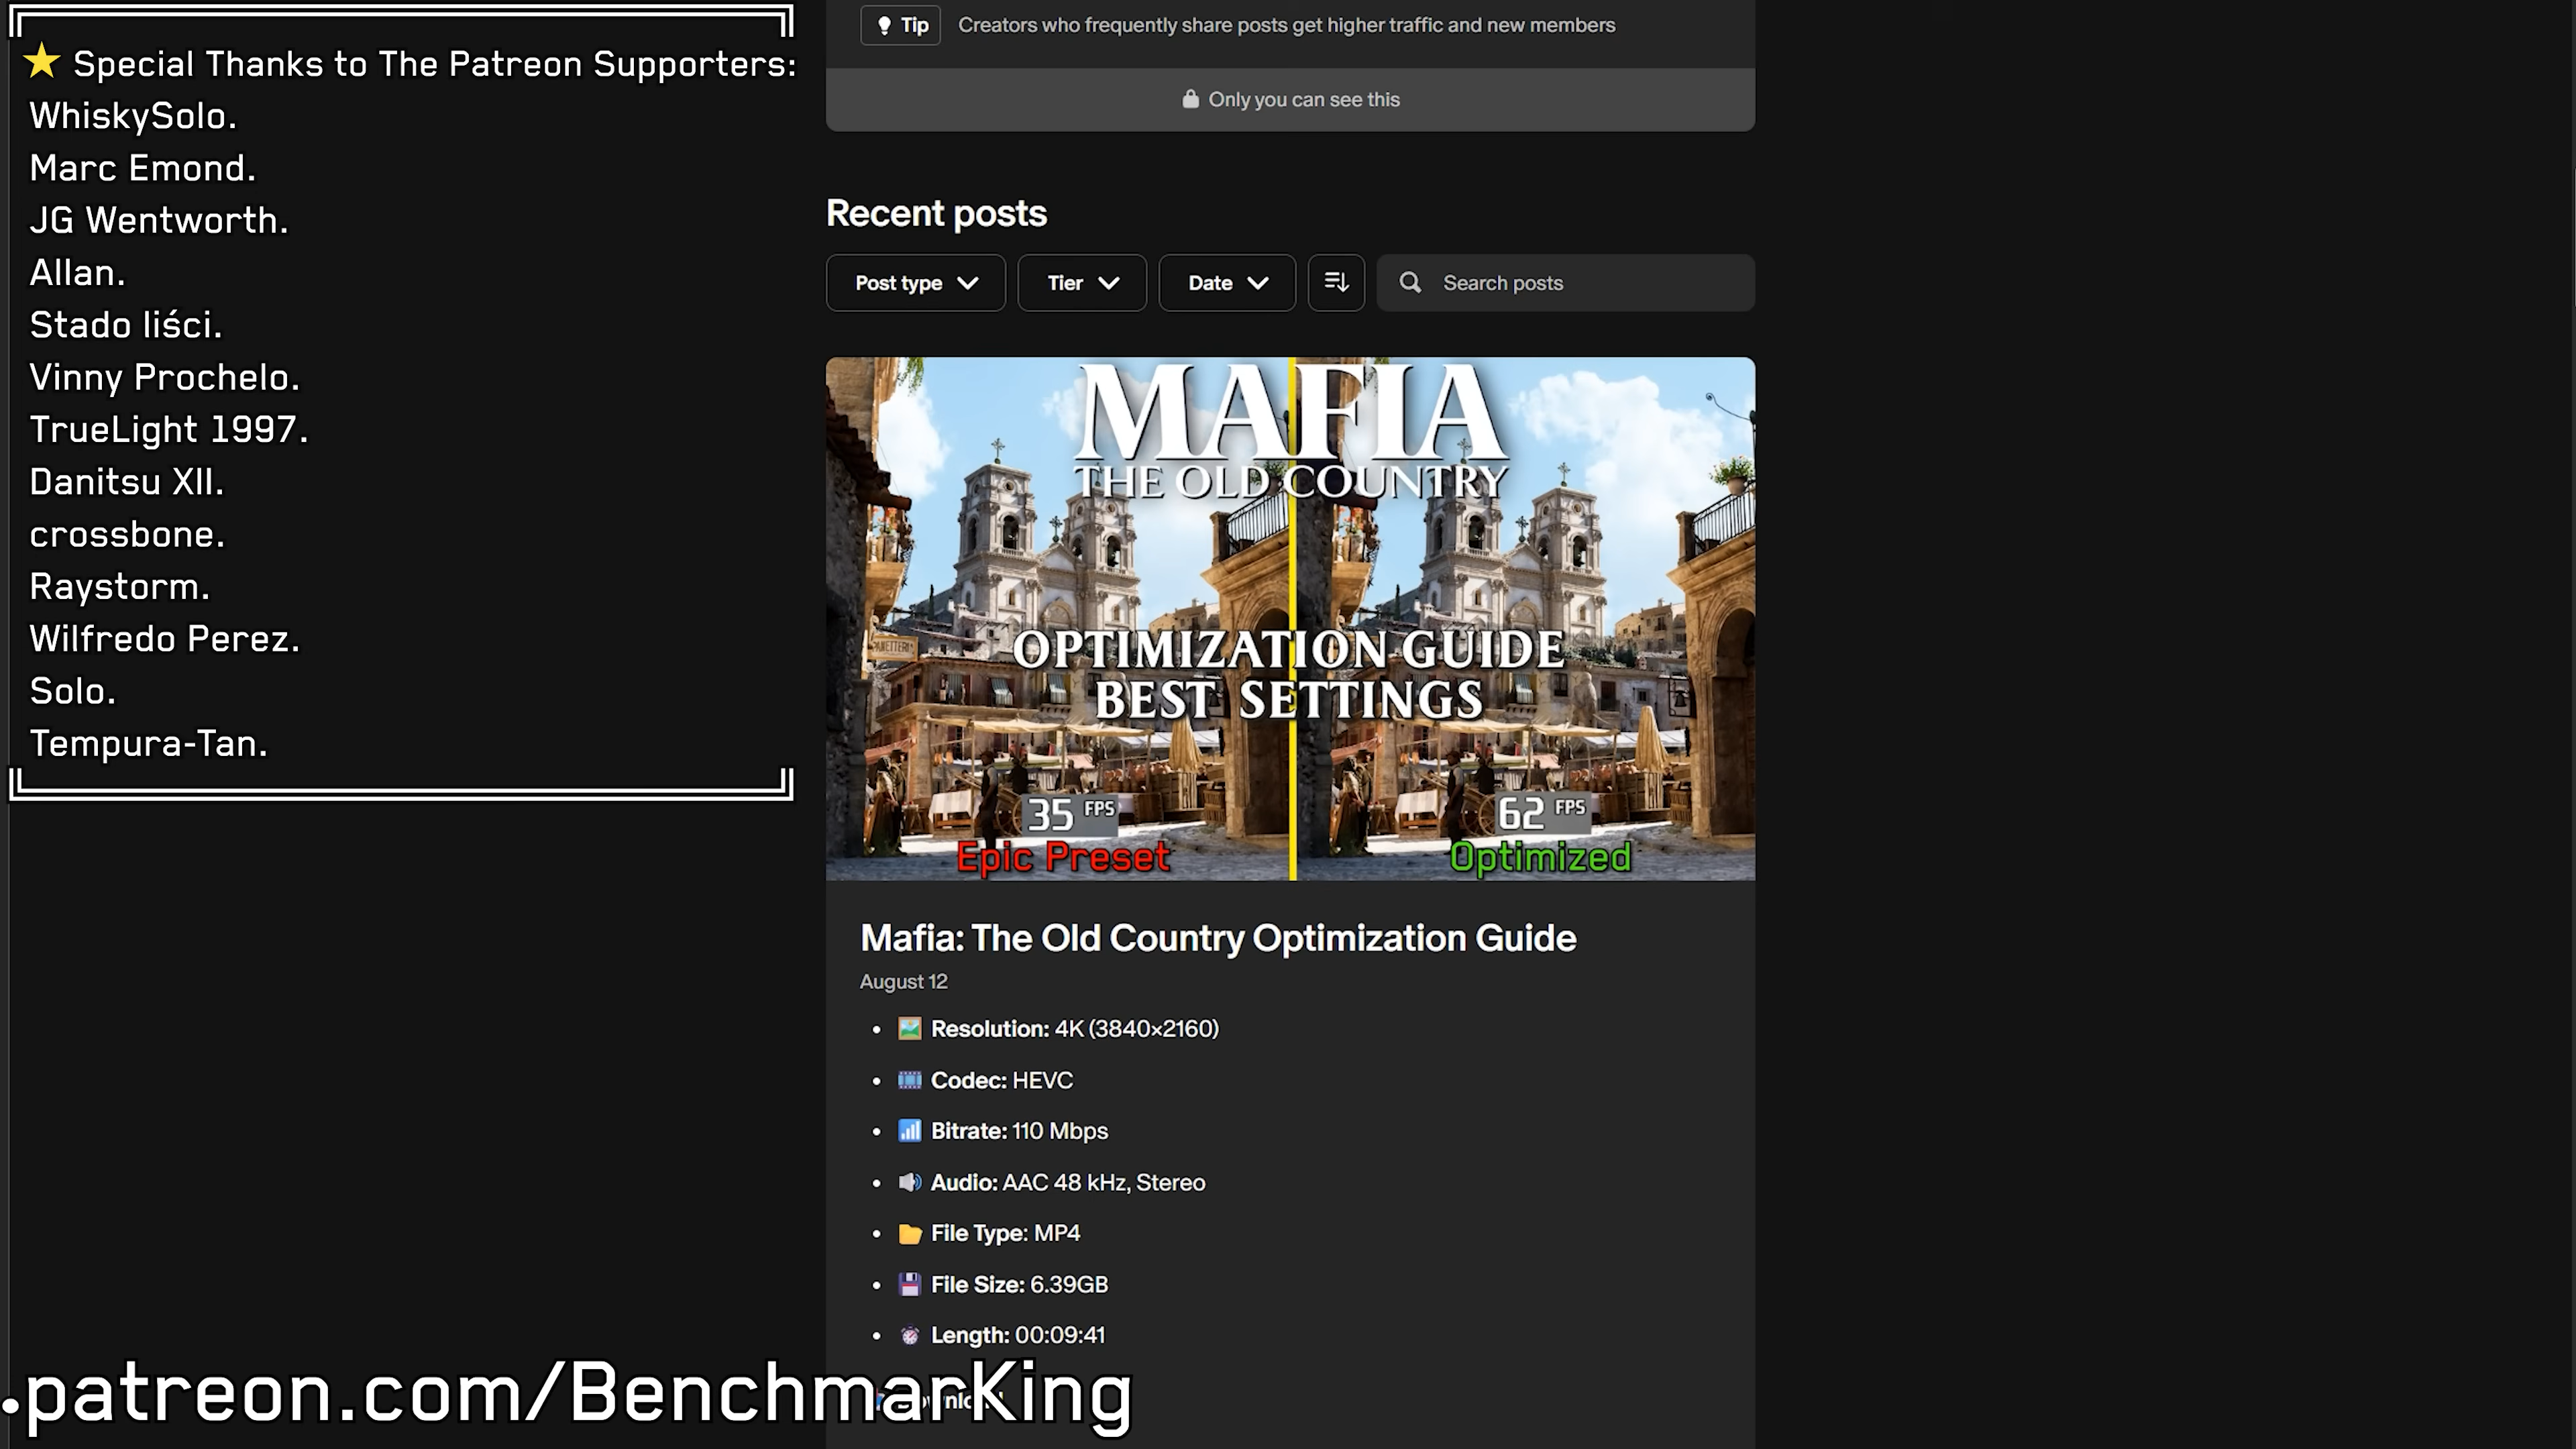 ★ Special Thanks to The Patreon Supporters:
WhiskySolo.
Marc Emond.
JG Wentworth.
Allan.
Stado liści.
Vinny Prochelo.
TrueLight 1997.
Danitsu XII.
crossbone.
Raystorm.
Wilfredo Perez.
Solo.
Tempura-Tan.
Tip Creators who frequently share posts get higher traffic and new members
Only you can see this
Recent posts
Post type Tier Date Search posts
MAFIA
THE OLD COUNTRY
OPTIMIZATION GUIDE
BEST SETTINGS
35 FPS 62 FPS
Epic Preset Optimized
Mafia: The Old Country Optimization Guide
August 12
• Resolution: 4K (3840×2160)
• Codec: HEVC
• Bitrate: 110 Mbps
• Audio: AAC 48 kHz, Stereo
• File Type: MP4
• File Size: 6.39GB
• Length: 00:09:41
•patreon.com/BenchmarKing